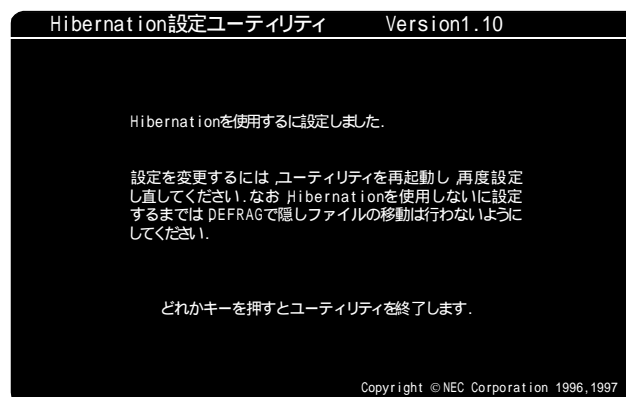 Hibernation設定ユーティリティ Version1.10
Hibernationを使用するに設定しました.
設定を変更するには,ユーティリティを再起動し,再度設定
し直してください.なお,Hibernationを使用しないに設定
するまでは,DEFRAGで隠しファイルの移動は行わないように
してください.
どれかキーを押すとユーティリティを終了します.
Copyright © NEC Corporation 1996,1997